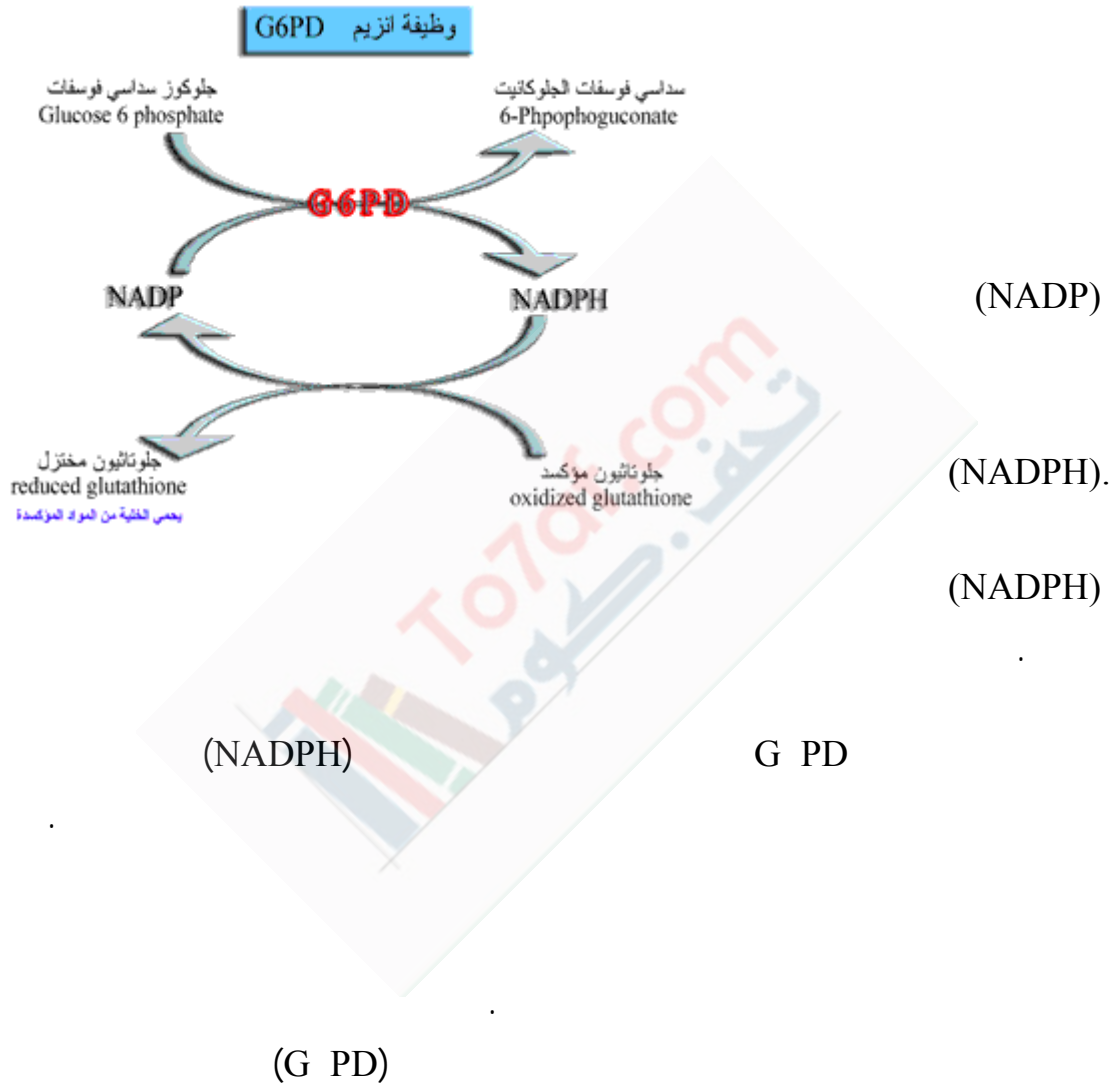 وظيفة انزيم G6PD
جلوكوز سداسي فوسفات
Glucose 6 phosphate
سداسي فوسفات الجلوكانيت
6-Phpophoguconate
G6PD
NADP
NADPH
(NADP)
جلوتاثيون مختزل
reduced glutathione
يحمي الخلية من المواد المؤكسدة
جلوتاثيون مؤكسد
oxidized glutathione
(NADPH).
(NADPH)
.
(NADPH) G PD
.
.
(G PD)
To7af.com
تحف.كوم